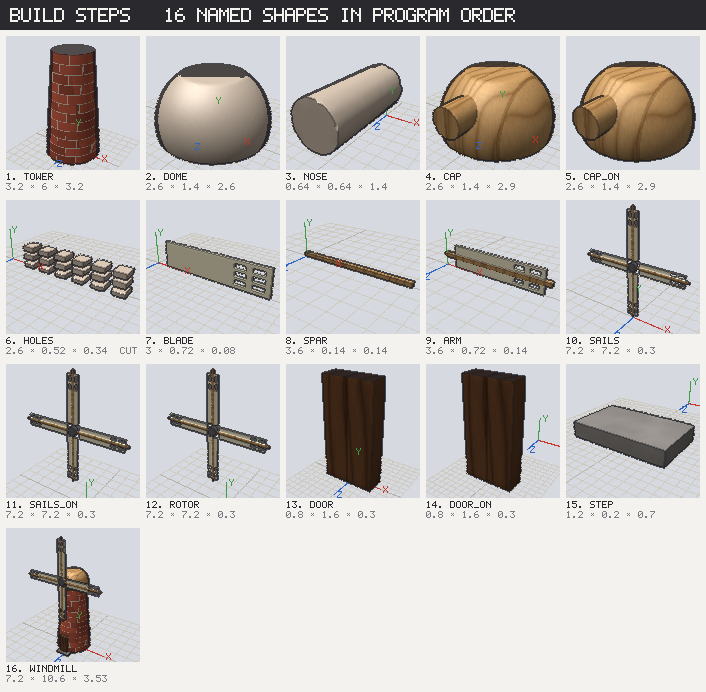 BUILD STEPS 16 NAMED SHAPES IN PROGRAM ORDER
1. TOWER
3.2 × 6 × 3.2
2. DOME
2.6 × 1.4 × 2.6
3. NOSE
0.64 × 0.64 × 1.4
4. CAP
2.6 × 1.4 × 2.9
5. CAP_ON
2.6 × 1.4 × 2.9
6. HOLES
2.6 × 0.52 × 0.34 CUT
7. BLADE
3 × 0.72 × 0.08
8. SPAR
3.6 × 0.14 × 0.14
9. ARM
3.6 × 0.72 × 0.14
10. SAILS
7.2 × 7.2 × 0.3
11. SAILS_ON
7.2 × 7.2 × 0.3
12. ROTOR
7.2 × 7.2 × 0.3
13. DOOR
0.8 × 1.6 × 0.3
14. DOOR_ON
0.8 × 1.6 × 0.3
15. STEP
1.2 × 0.2 × 0.7
16. WINDMILL
7.2 × 10.6 × 3.53